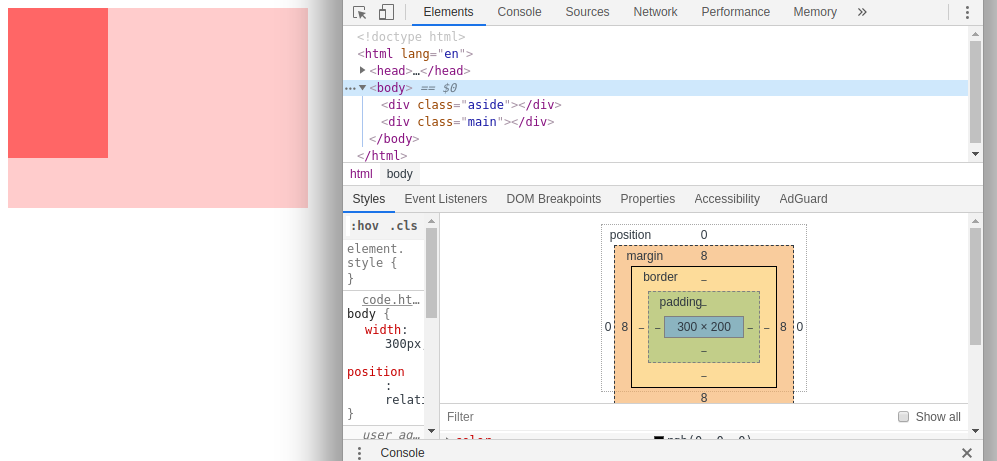 Elements Console Sources Network Performance Memory »
<!doctype html>
<html lang="en">
<head>…</head>
<body> == $0
<div class="aside"></div>
<div class="main"></div>
</body>
</html>
html body
Styles Event Listeners DOM Breakpoints Properties Accessibility AdGuard
:hov .cls
element.
style {
}
code.ht…
body {
width:
300px;
position
:
relati
}
user ag…
position 0
margin 8
border –
padding –
0 8 – – 300 × 200 – – 8 0
–
–
8
Filter Show all
color rgb(0, 0, 0)
Console